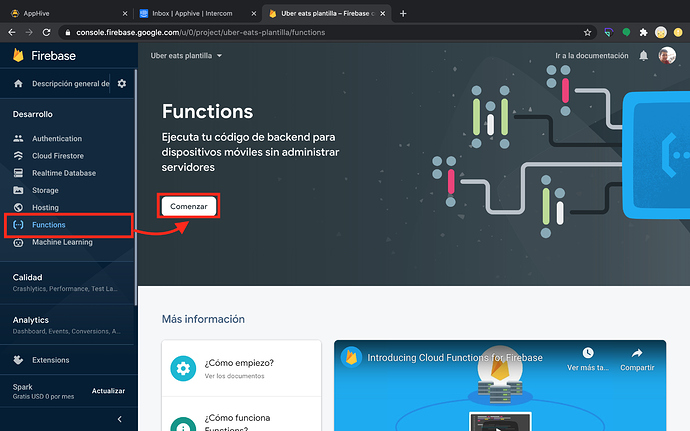 AppHive
Inbox | Apphive | Intercom
Uber eats plantilla – Firebase c
console.firebase.google.com/u/0/project/uber-eats-plantilla/functions
Firebase
Uber eats plantilla
Ir a la documentación
Descripción general de
Desarrollo
Authentication
Cloud Firestore
Realtime Database
Storage
Hosting
Functions
Machine Learning
Calidad
Crashlytics, Performance, Test La...
Analytics
Dashboard, Events, Conversions, A...
Extensions
Spark
Gratis USD 0 por mes
Actualizar
Functions
Ejecuta tu código de backend para
dispositivos móviles sin administrar
servidores
Comenzar
Más información
¿Cómo empiezo?
Ver los documentos
¿Cómo funciona
Functions?
Introducing Cloud Functions for Firebase
Ver más ta...
Compartir